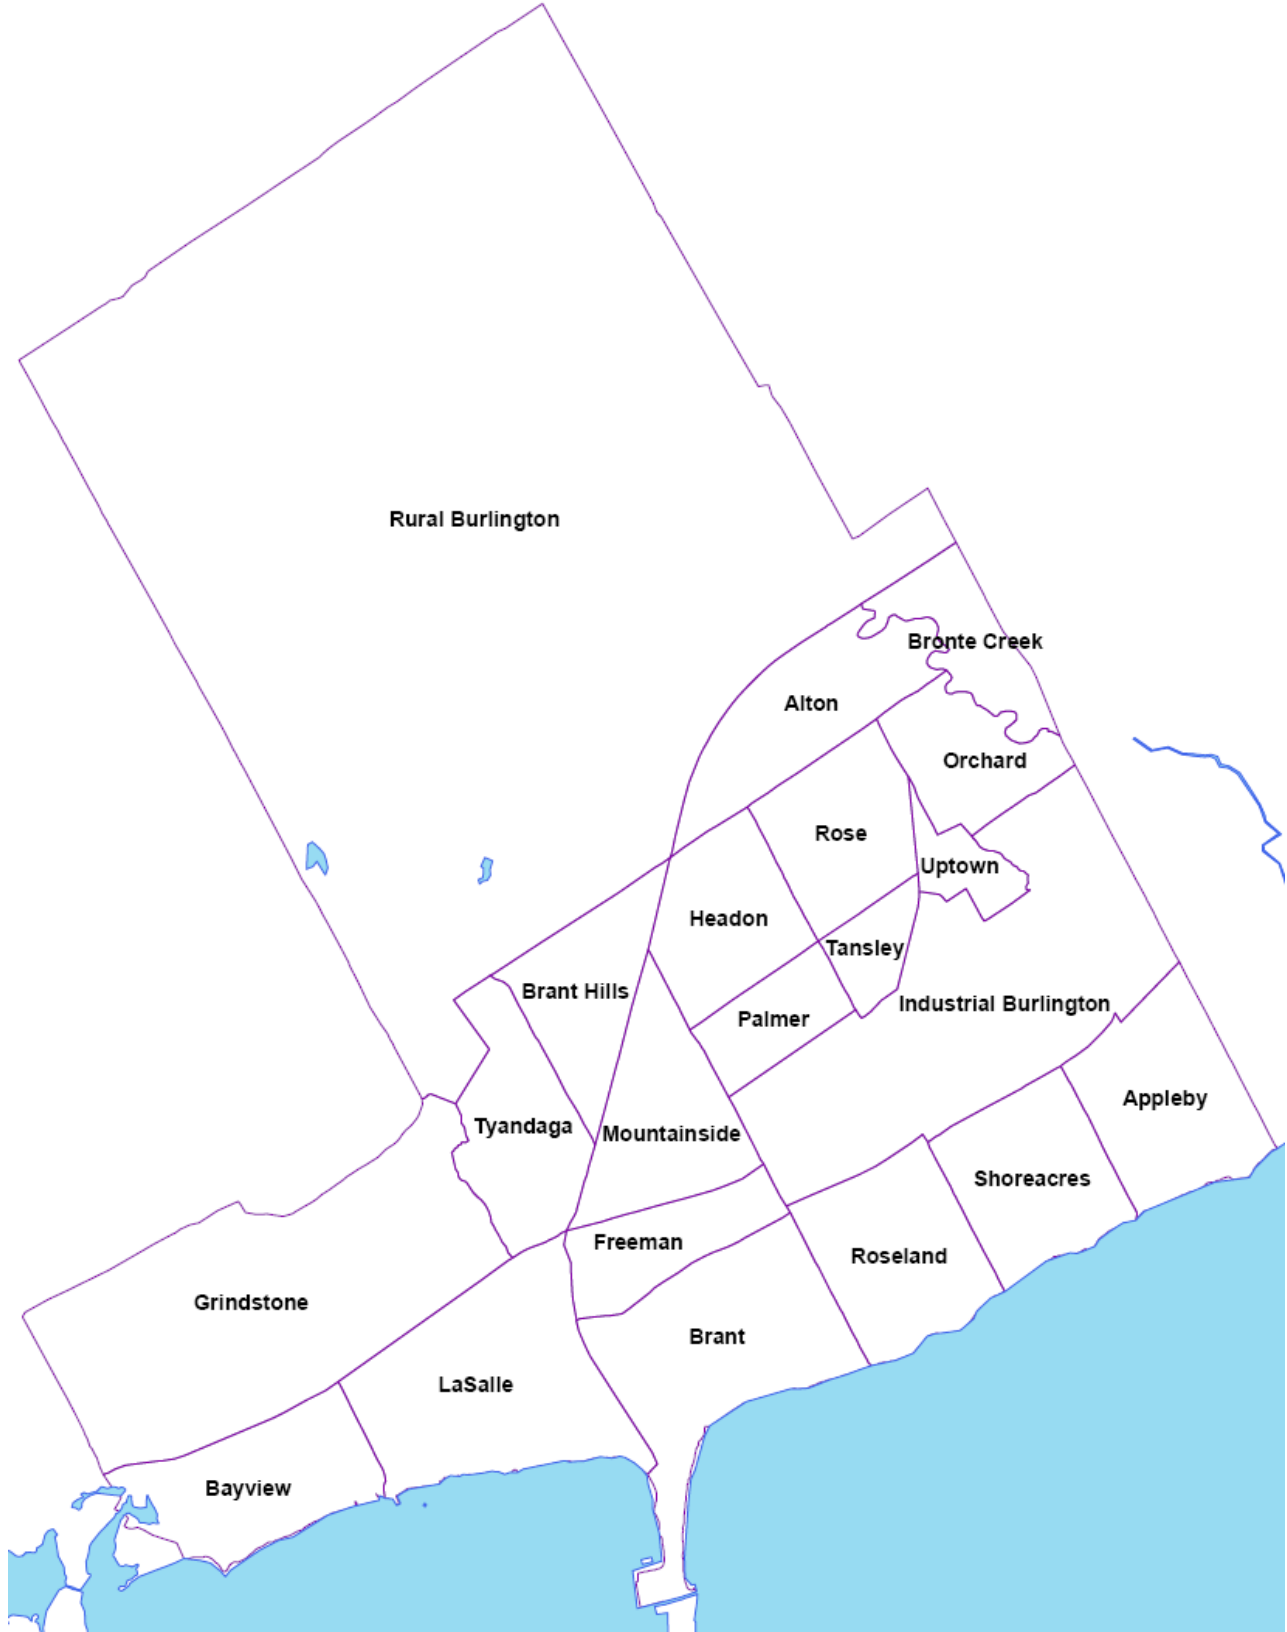 Rural Burlington
Bronte Creek
Alton
Orchard
Rose
Uptown
Headon
Tansley
Brant Hills
Palmer
Industrial Burlington
Appleby
Tyandaga
Mountainside
Shoreacres
Freeman
Roseland
Grindstone
Brant
LaSalle
Bayview